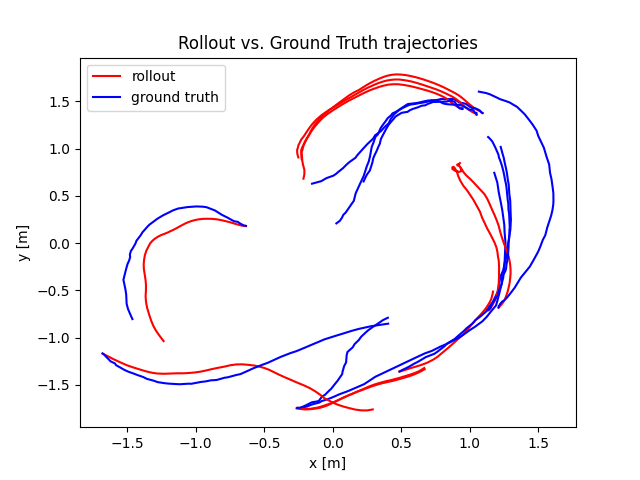 Rollout vs. Ground Truth trajectories
rollout
ground truth
y [m]
1.5
1.0
0.5
0.0
−0.5
−1.0
−1.5
−1.5 −1.0 −0.5 0.0 0.5 1.0 1.5
x [m]